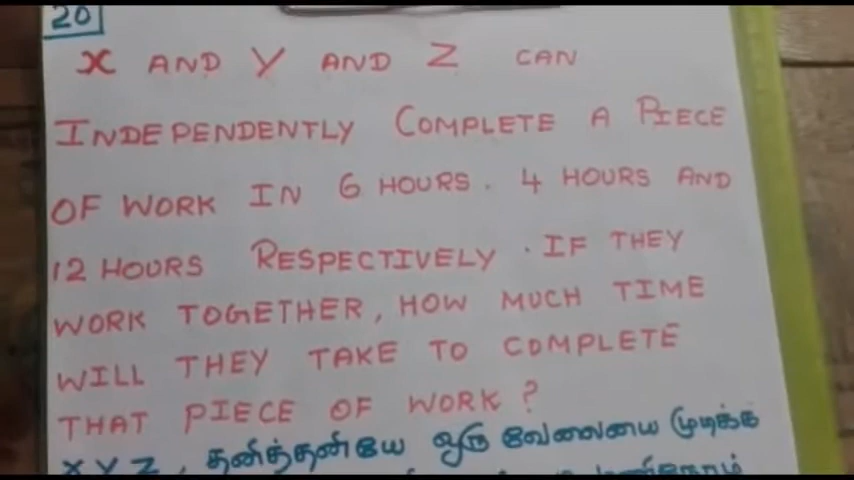 20
X AND Y AND Z CAN
INDEPENDENTLY COMPLETE A PIECE
OF WORK IN 6 HOURS. 4 HOURS AND
12 HOURS RESPECTIVELY. IF THEY
WORK TOGETHER, HOW MUCH TIME
WILL THEY TAKE TO COMPLETE
THAT PIECE OF WORK?
X Y Z, தனித்தனியே ஒரு வேலையை முடிக்க